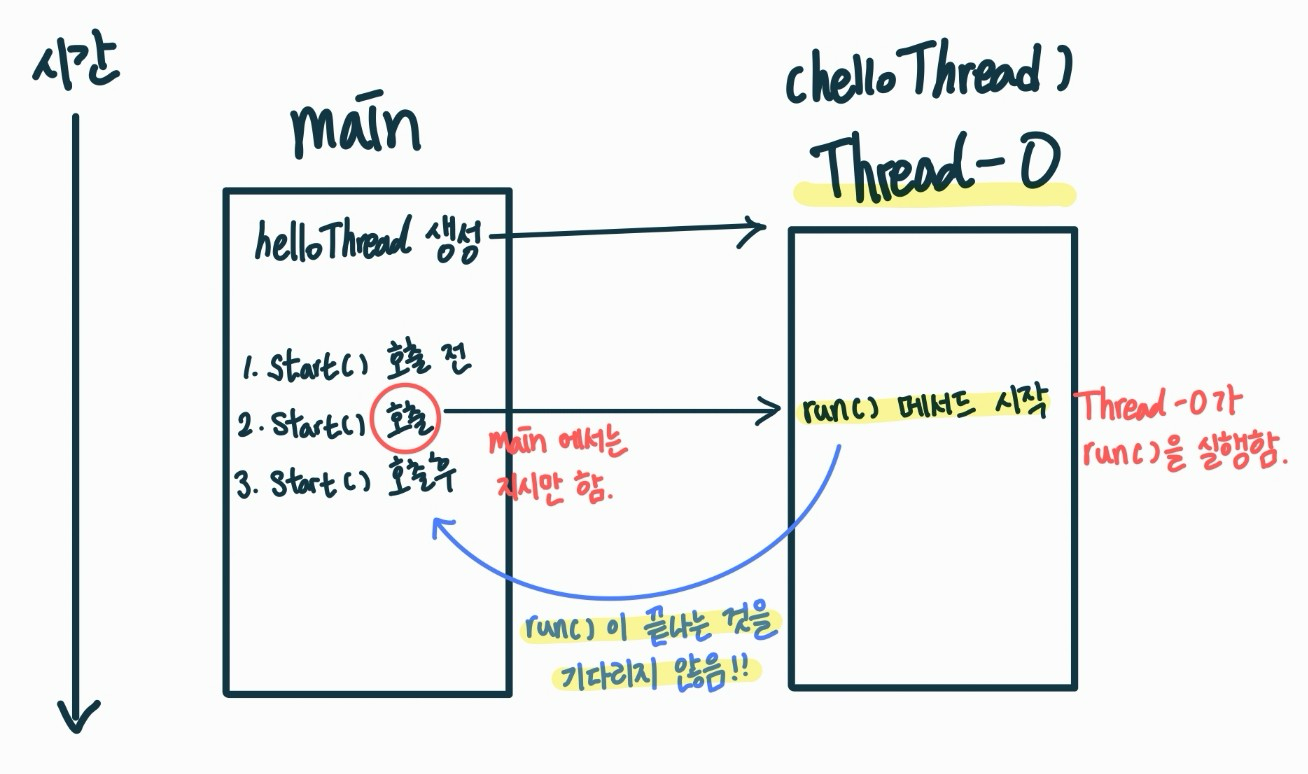 시간
main
(helloThread)
Thread-0
helloThread 생성
1. Start() 호출 전
2. Start() 호출
3. Start() 호출후
main 에서는
지시만 함.
run() 메서드 시작
Thread-0가
run()을 실행함.
run() 이 끝나는 것을
기다리지 않음!!